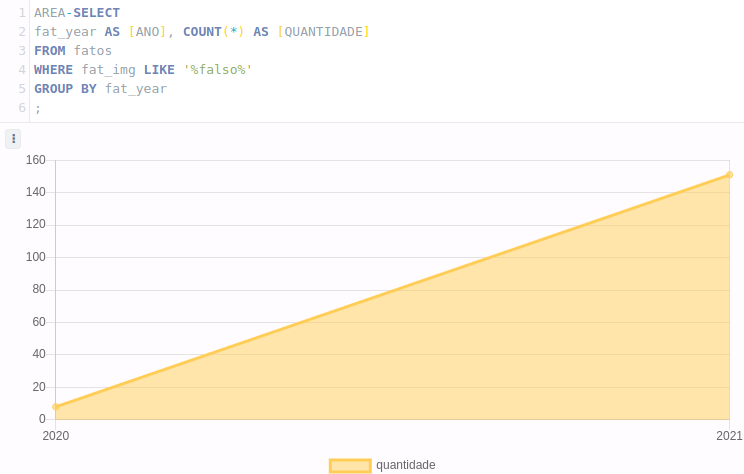 1 AREA-SELECT
2 fat_year AS [ANO], COUNT(*) AS [QUANTIDADE]
3 FROM fatos
4 WHERE fat_img LIKE '%falso%'
5 GROUP BY fat_year
6 ;
160
140
120
100
80
60
40
20
0
2020 2021
quantidade